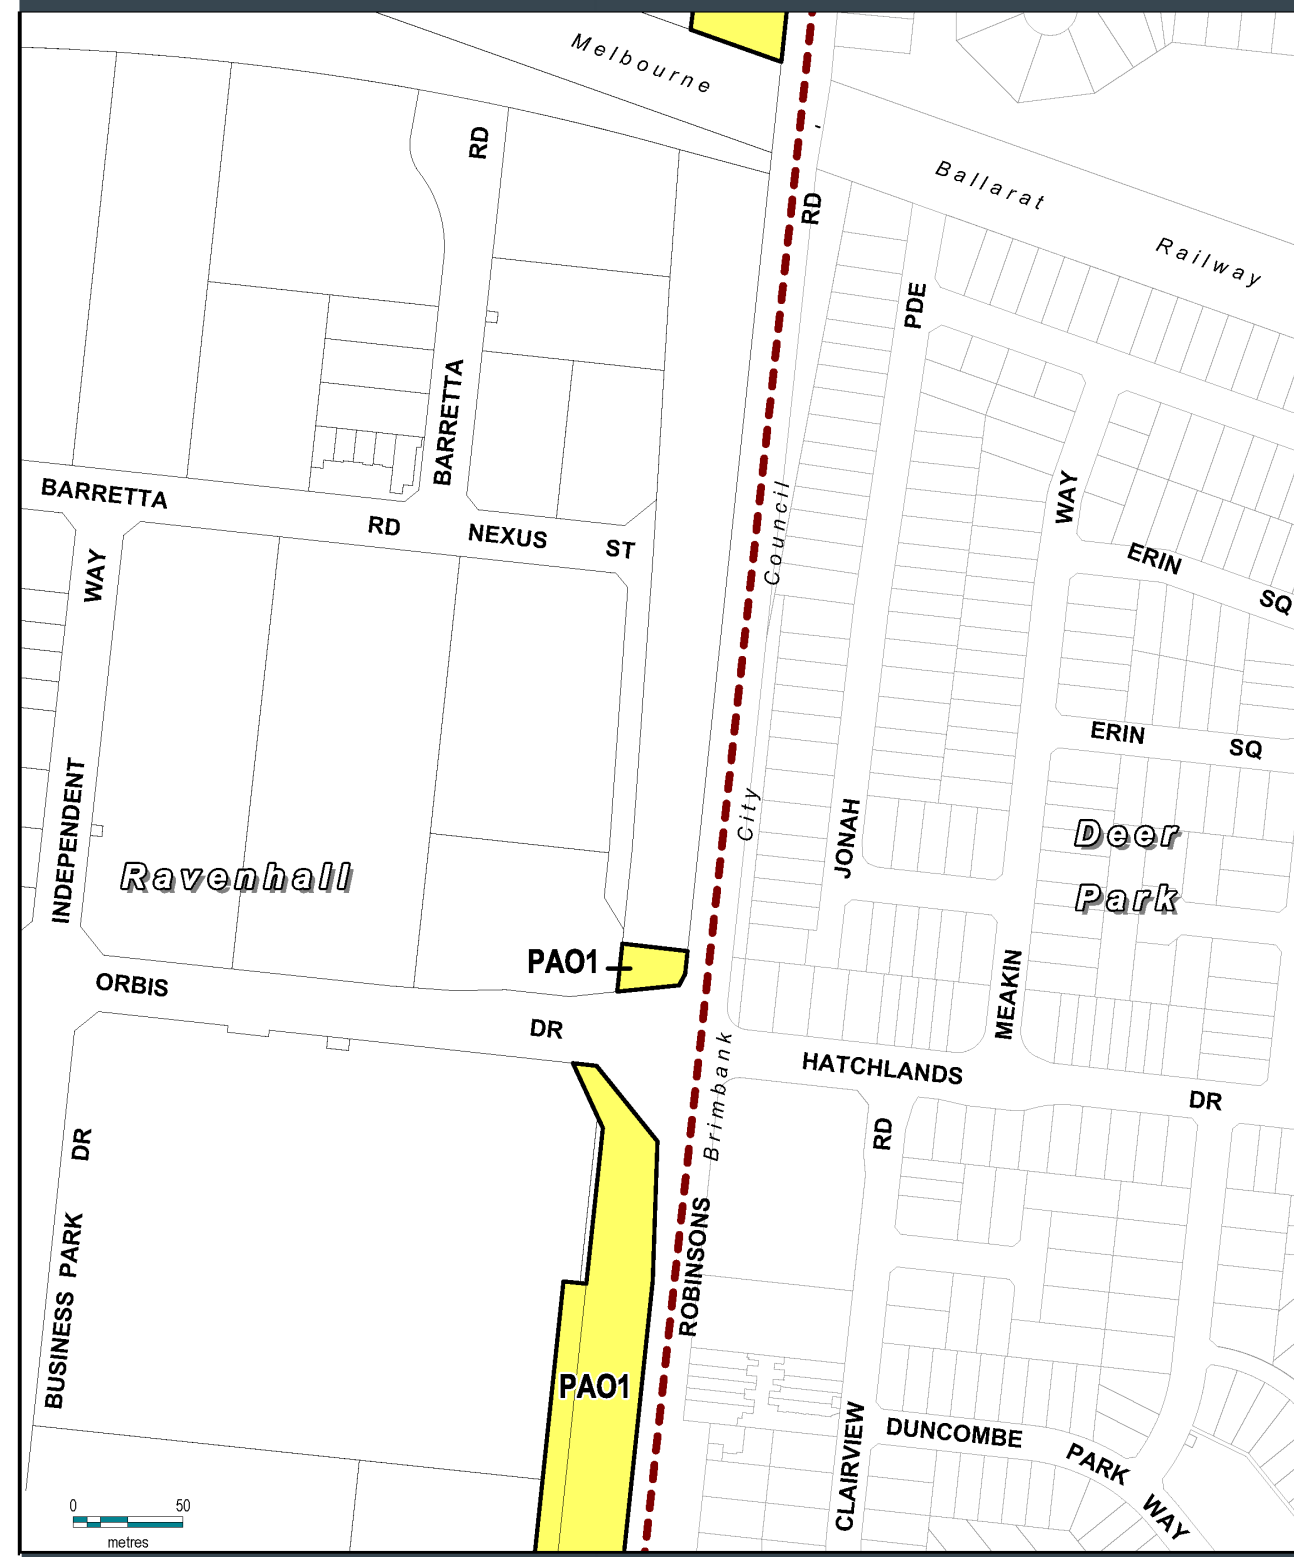 Melbourne
RD
Ballarat
RD
Railway
PDE
BARRETTA
BARRETTA
RD
NEXUS
ST
Council
WAY
WAY
ERIN
SQ
ERIN
SQ
INDEPENDENT
City
JONAH
Deer
Park
Ravenhall
PAO1
ORBIS
DR
MEAKIN
Brimbank
HATCHLANDS
DR
RD
DR
BUSINESS PARK
ROBINSONS
PAO1
CLAIRVIEW
DUNCOMBE
PARK
WAY
0 50
metres